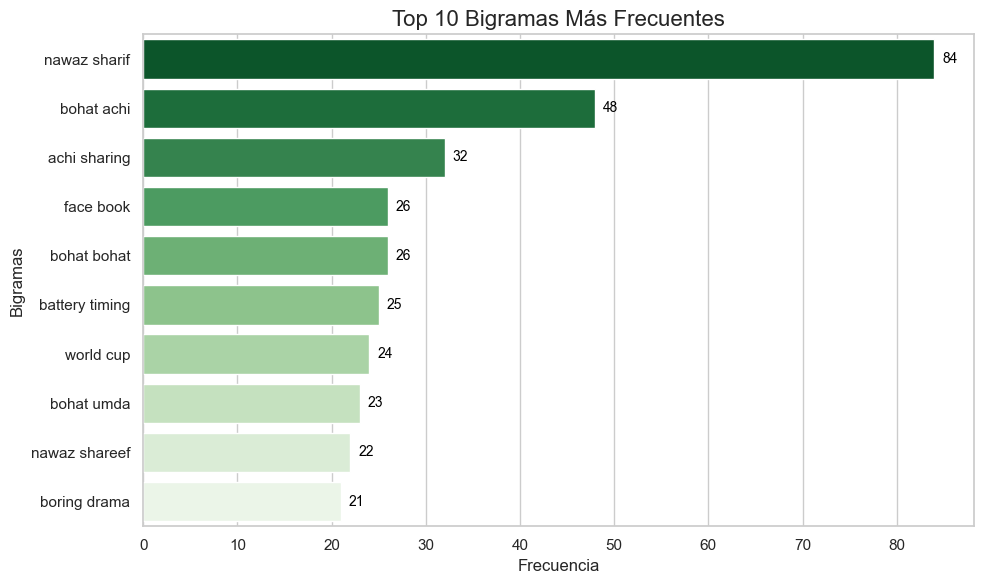 Top 10 Bigramas Más Frecuentes
Bigramas
nawaz sharif 84
bohat achi 48
achi sharing 32
face book 26
bohat bohat 26
battery timing 25
world cup 24
bohat umda 23
nawaz shareef 22
boring drama 21
0 10 20 30 40 50 60 70 80
Frecuencia